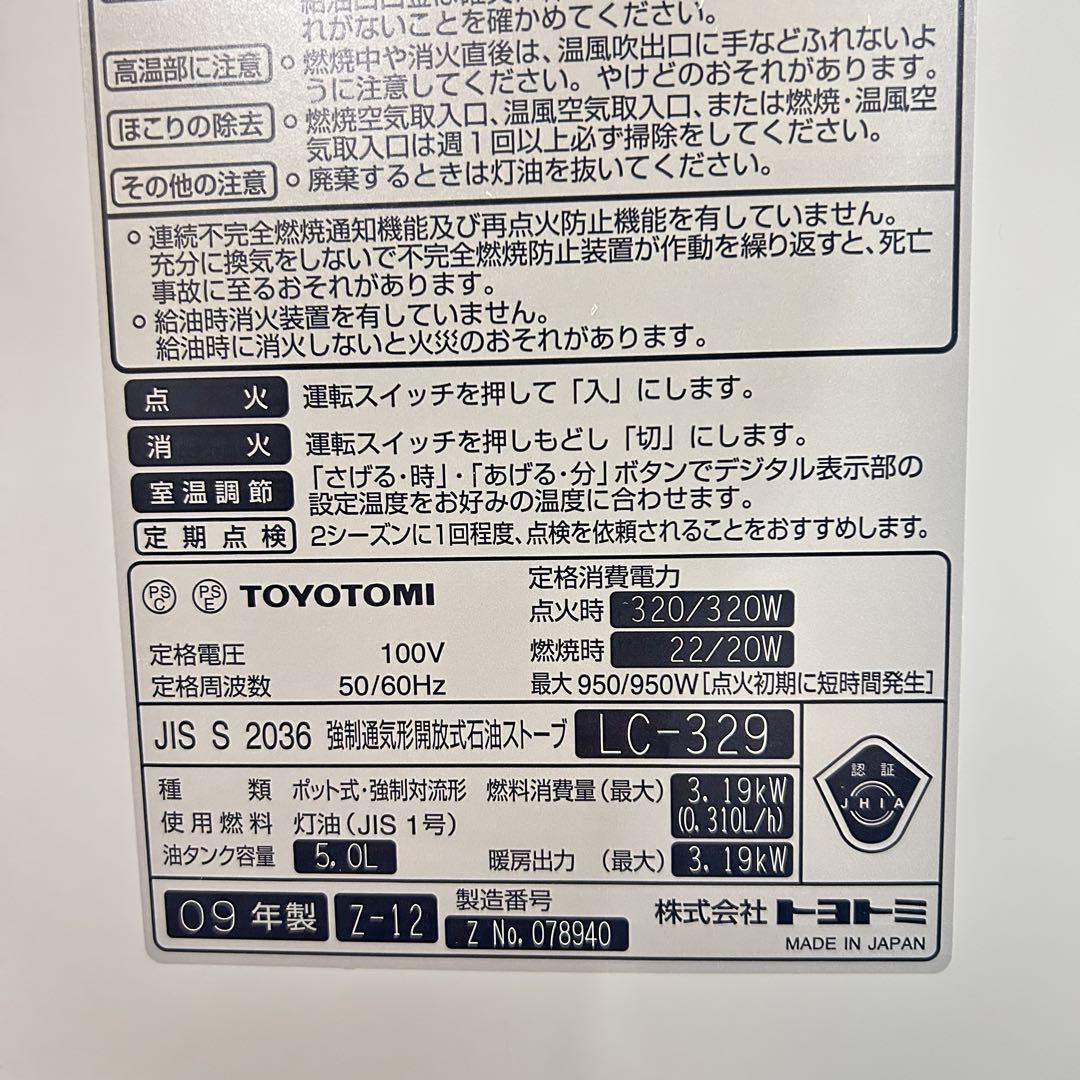 れがないことを確かめてください。
高温部に注意 ○ 燃焼中や消火直後は、温風吹出口に手などふれないよ
うに注意してください。やけどのおそれがあります。
ほこりの除去 ○ 燃焼空気取入口、温風空気取入口、または燃焼・温風空
気取入口は週1回以上必ず掃除をしてください。
その他の注意 ○ 廃棄するときは灯油を抜いてください。
○ 連続不完全燃焼通知機能及び再点火防止機能を有していません。
充分に換気をしないで不完全燃焼防止装置が作動を繰り返すと、死亡
事故に至るおそれがあります。
○ 給油時消火装置を有していません。
給油時に消火しないと火災のおそれがあります。
点火 運転スイッチを押して「入」にします。
消火 運転スイッチを押しもどし「切」にします。
室温調節 「さげる・時」・「あげる・分」ボタンでデジタル表示部の
設定温度をお好みの温度に合わせます。
定期点検 2シーズンに1回程度、点検を依頼されることをおすすめします。
PSC PSE TOYOTOMI
定格消費電力
点火時 320/320W
定格電圧 100V
燃焼時 22/20W
定格周波数 50/60Hz
最大 950/950W[点火初期に短時間発生]
JIS S 2036 強制通気形開放式石油ストーブ LC-329
種類 ポット式・強制対流形
燃料消費量(最大) 3.19kW
(0.310L/h)
使用燃料 灯油(JIS 1号)
油タンク容量 5.0L
暖房出力 (最大) 3.19kW
認証
JHIA
09年製 Z-12 製造番号
Z No.078940
株式会社トヨトミ
MADE IN JAPAN